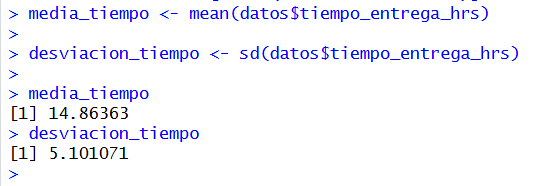 > media_tiempo <- mean(datos$tiempo_entrega_hrs)
>
> desviacion_tiempo <- sd(datos$tiempo_entrega_hrs)
>
> media_tiempo
[1] 14.86363
> desviacion_tiempo
[1] 5.101071
>